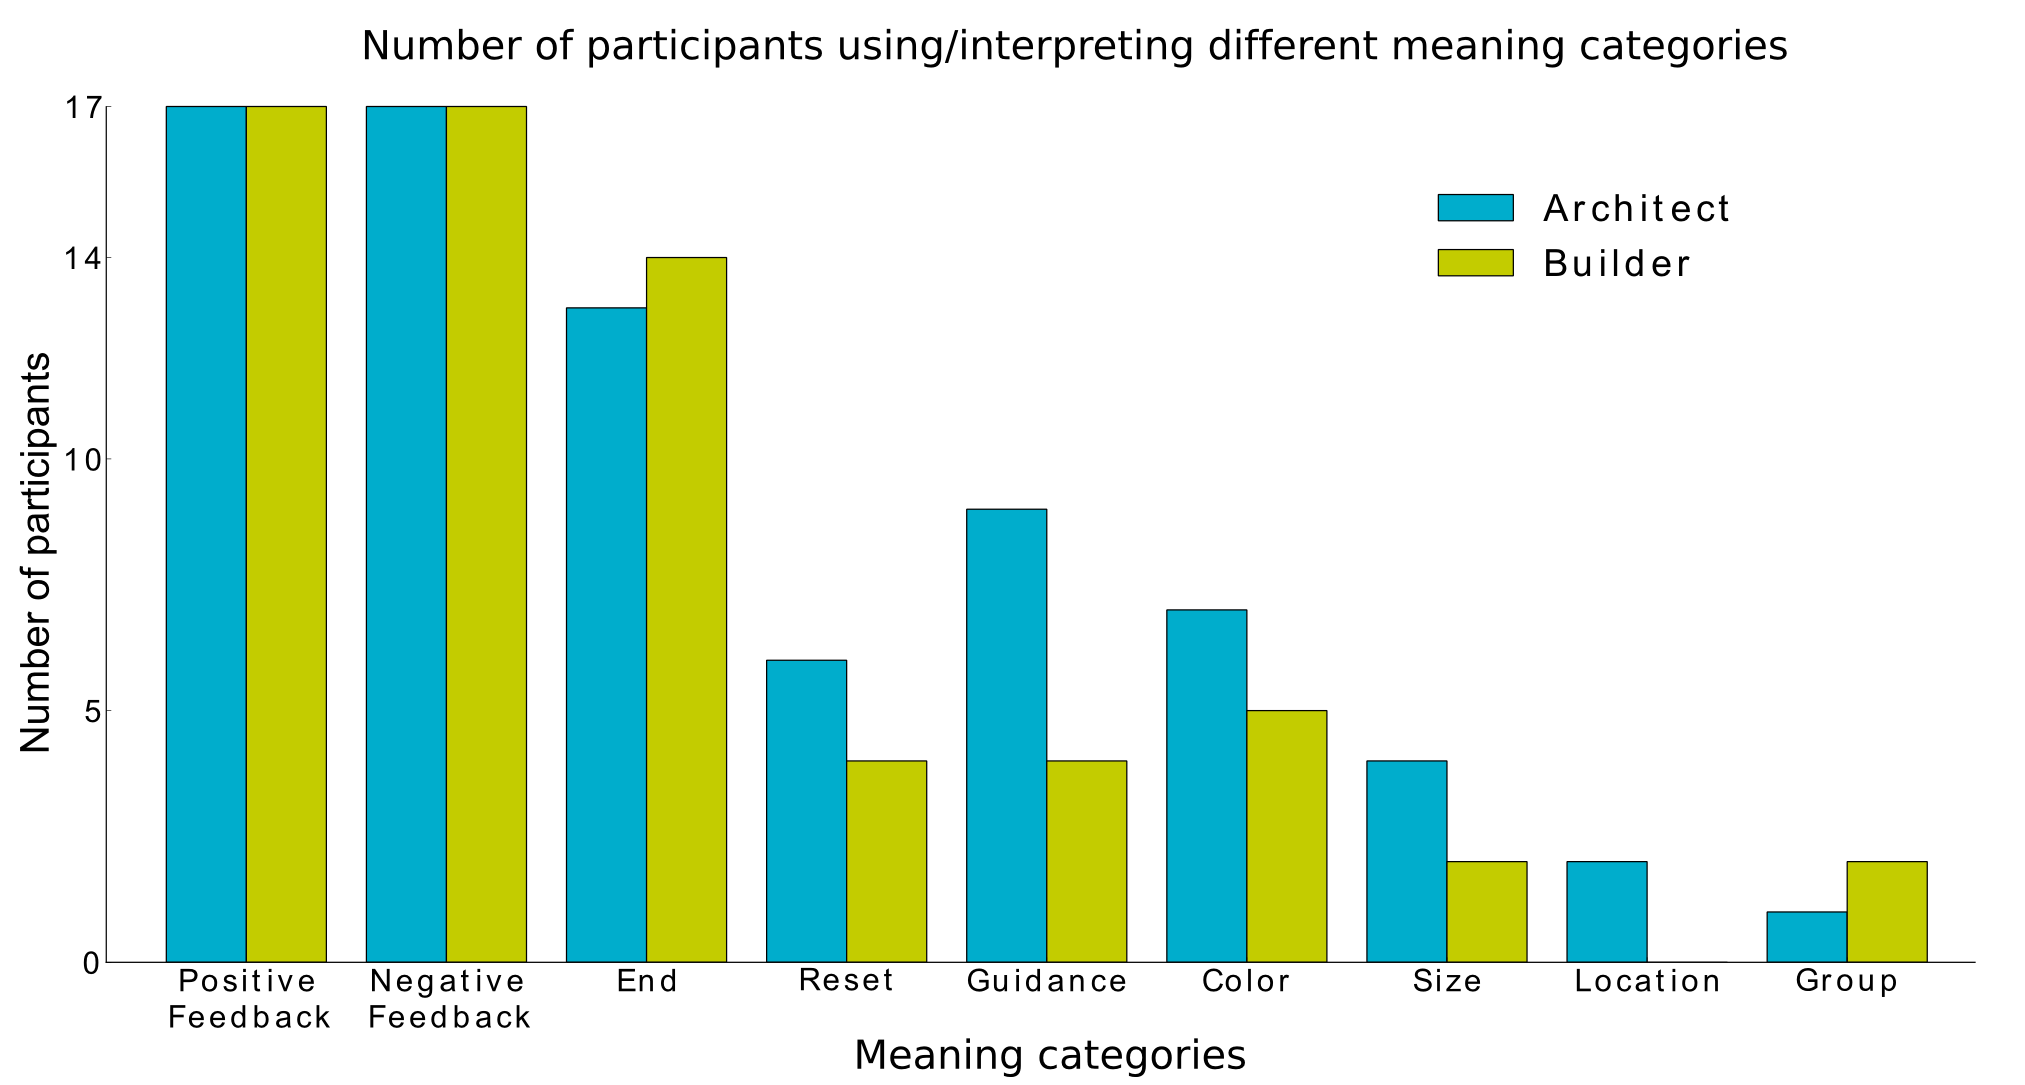 Number of participants using/interpreting different meaning categories
17
14
10
5
0
Number of participants
Architect
Builder
Positive Feedback
Negative Feedback
End
Reset
Guidance
Color
Size
Location
Group
Meaning categories